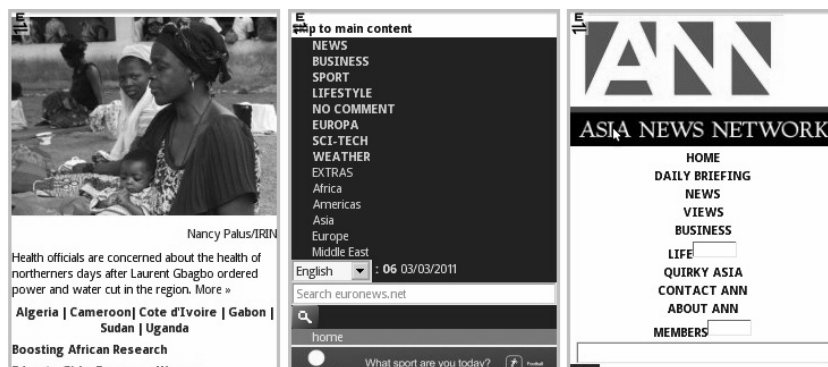 Nancy Palus/IRIN
Health officials are concerned about the health of
northerners days after Laurent Gbagbo ordered
power and water cut in the region. More »
Algeria | Cameroon| Cote d'Ivoire | Gabon |
Sudan | Uganda
Boosting African Research
Skip to main content
NEWS
BUSINESS
SPORT
LIFESTYLE
NO COMMENT
EUROPA
SCI-TECH
WEATHER
EXTRAS
Africa
Americas
Asia
Europe
Middle East
English : 06 03/03/2011
Search euronews.net
home
What sport are you today?
ANN
ASIA NEWS NETWORK
HOME
DAILY BRIEFING
NEWS
VIEWS
BUSINESS
LIFE
QUIRKY ASIA
CONTACT ANN
ABOUT ANN
MEMBERS